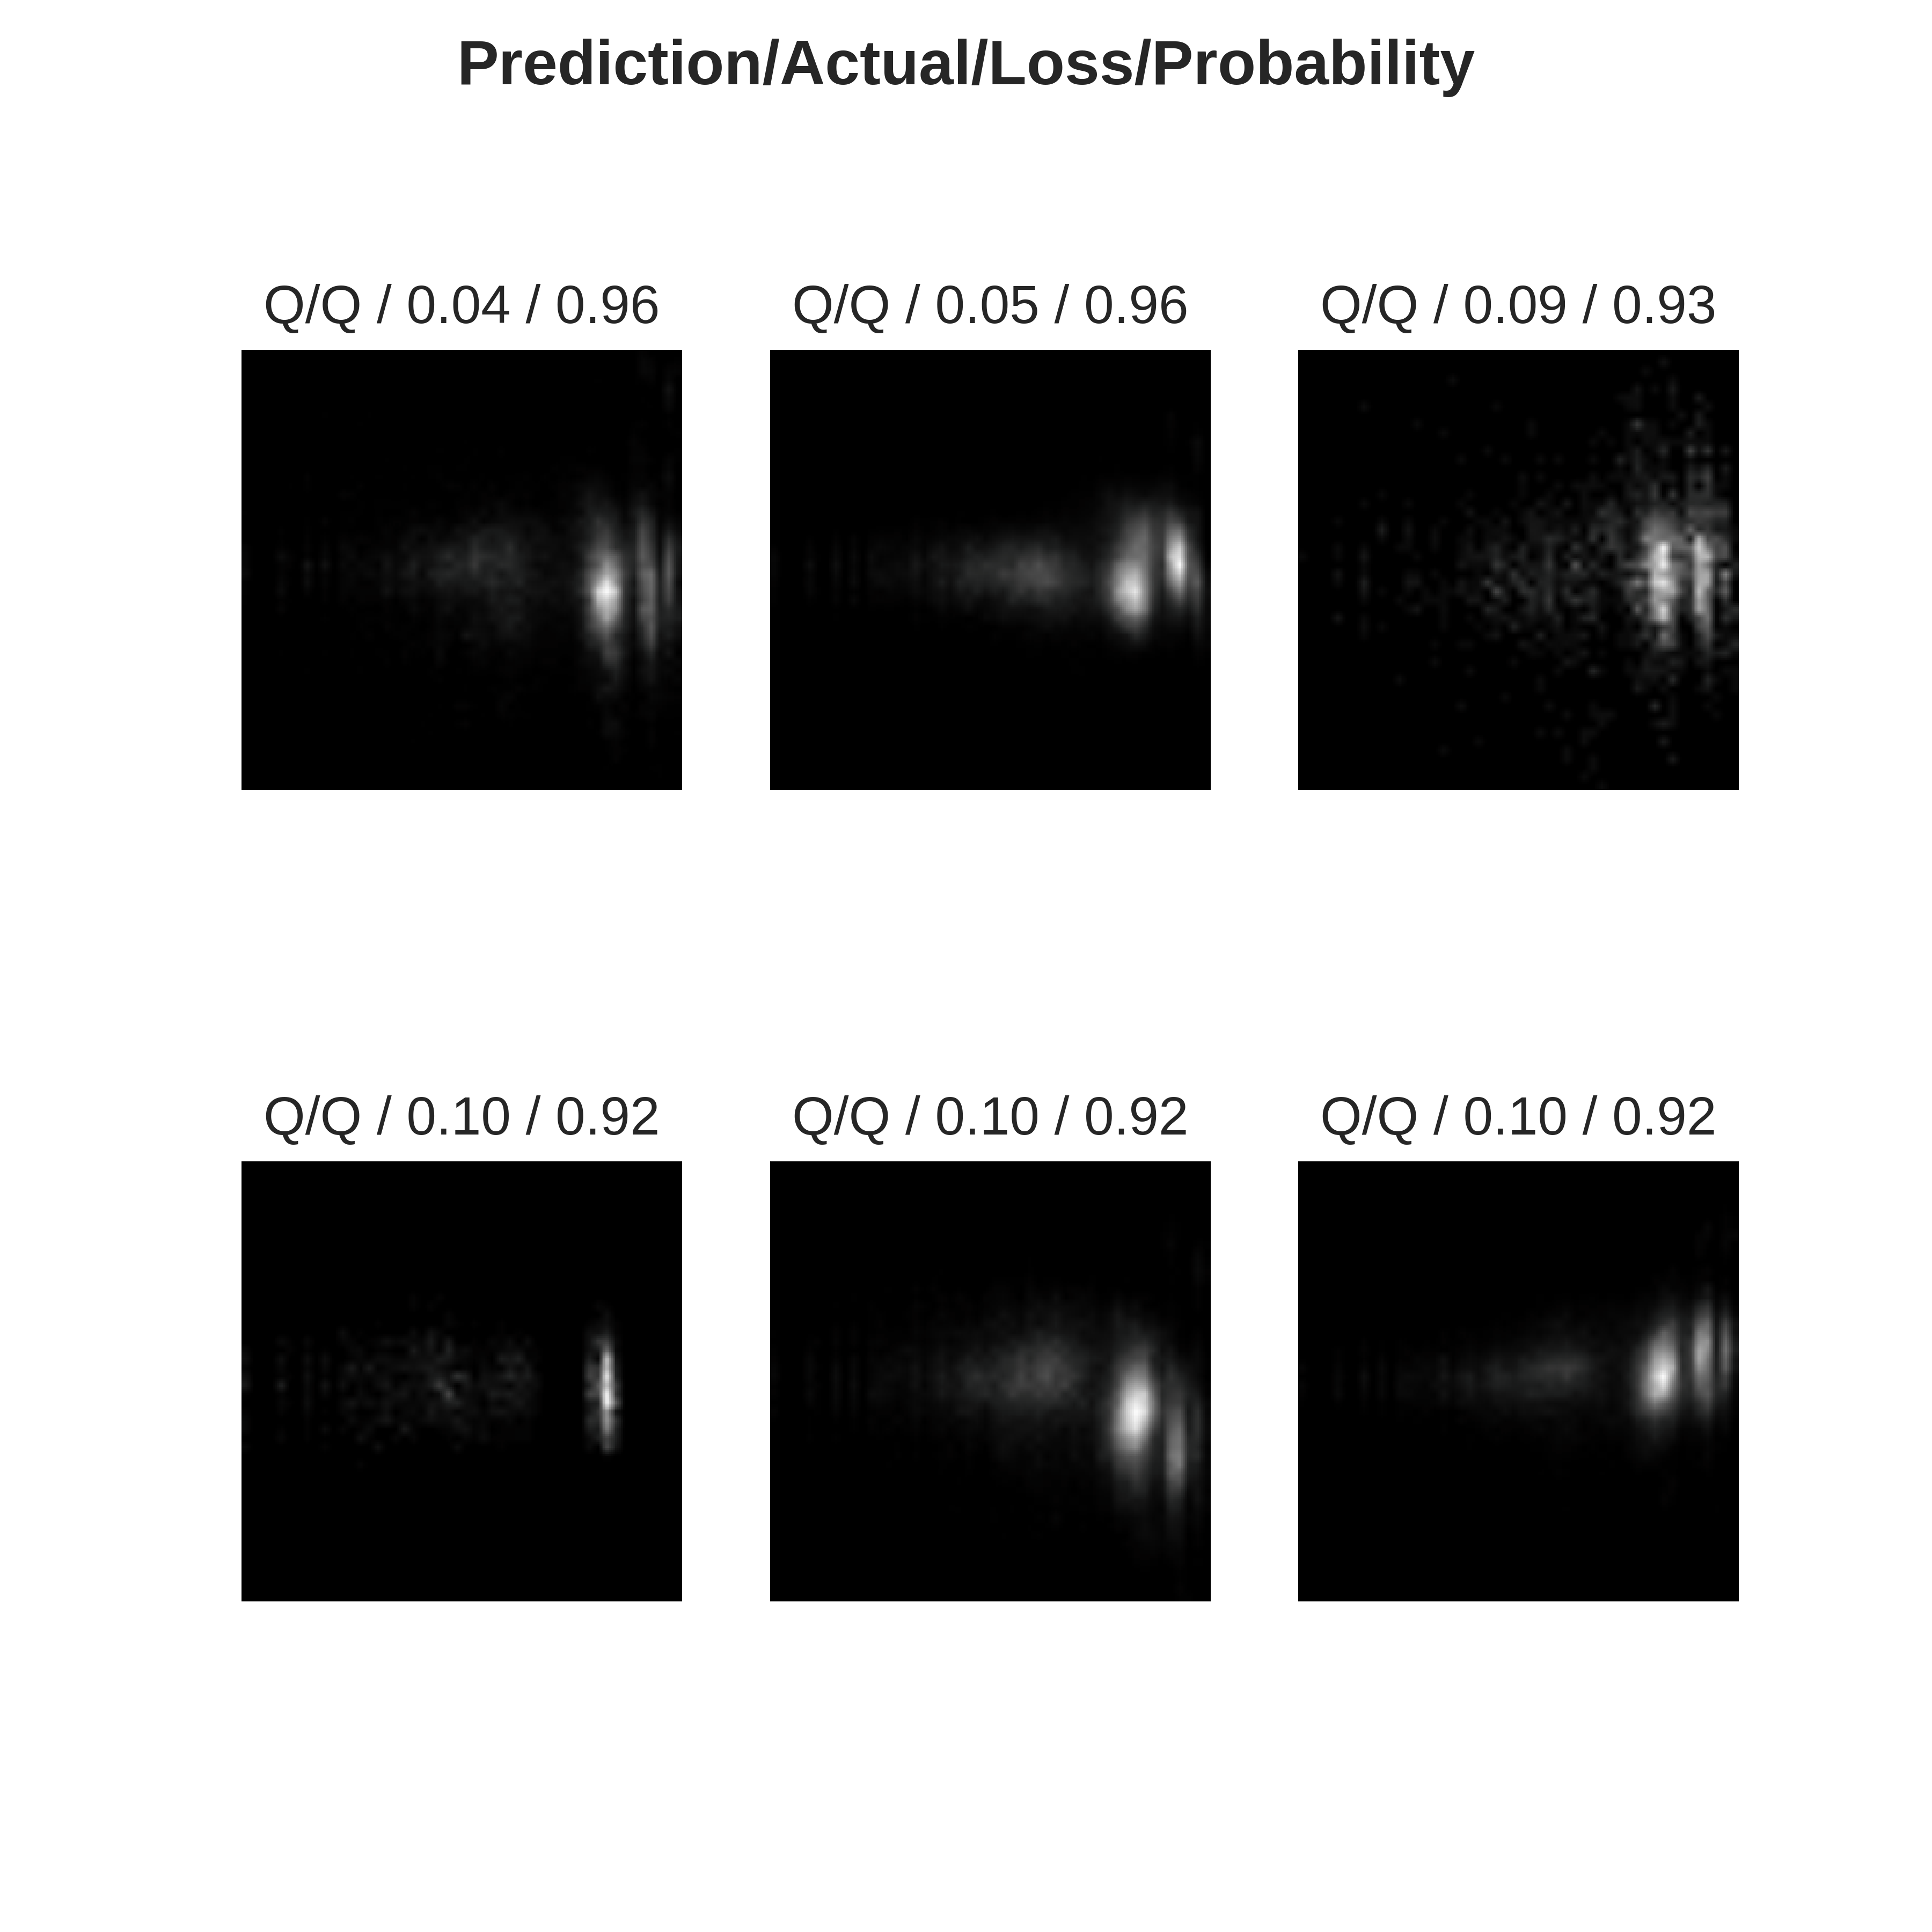 Prediction/Actual/Loss/Probability
Q/Q / 0.04 / 0.96
Q/Q / 0.05 / 0.96
Q/Q / 0.09 / 0.93
Q/Q / 0.10 / 0.92
Q/Q / 0.10 / 0.92
Q/Q / 0.10 / 0.92